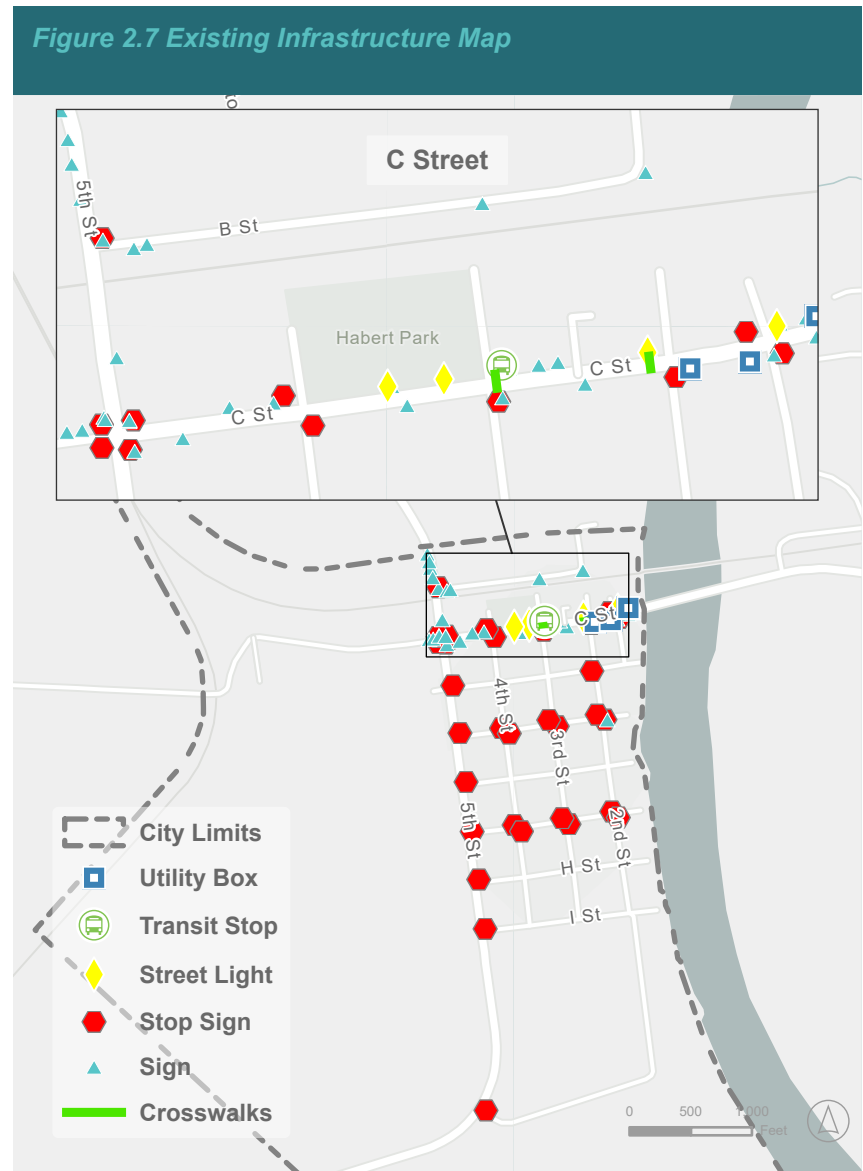 Figure 2.7 Existing Infrastructure Map
to
C Street
5th St
B St
Habert Park
C St
C St
C St
4th St
3rd St
5th St
2nd St
H St
I St
City Limits
Utility Box
Transit Stop
Street Light
Stop Sign
Sign
Crosswalks
0 500 1,000
Feet